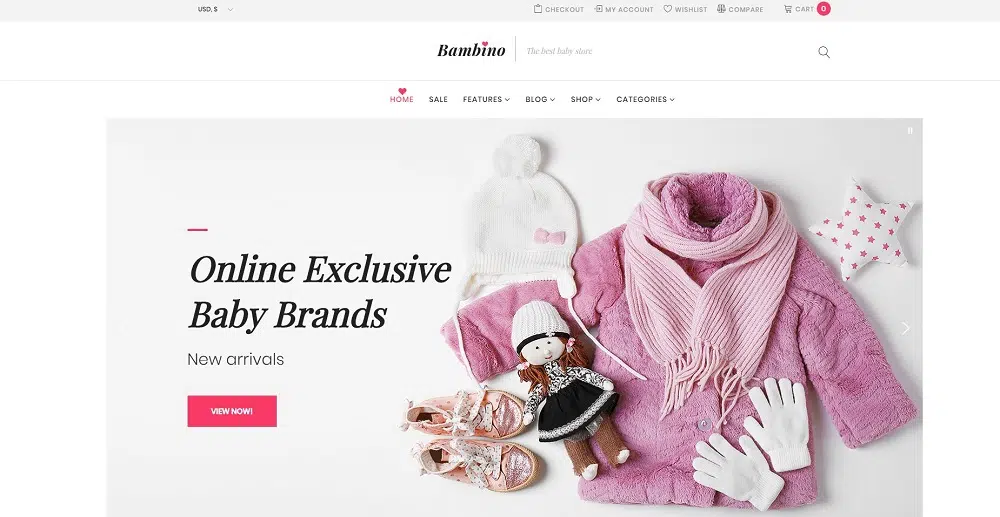 USD, $
CHECKOUT MY ACCOUNT WISHLIST COMPARE CART 0
Bambino The best baby store
HOME SALE FEATURES BLOG SHOP CATEGORIES
Online Exclusive
Baby Brands
New arrivals
VIEW NOW!